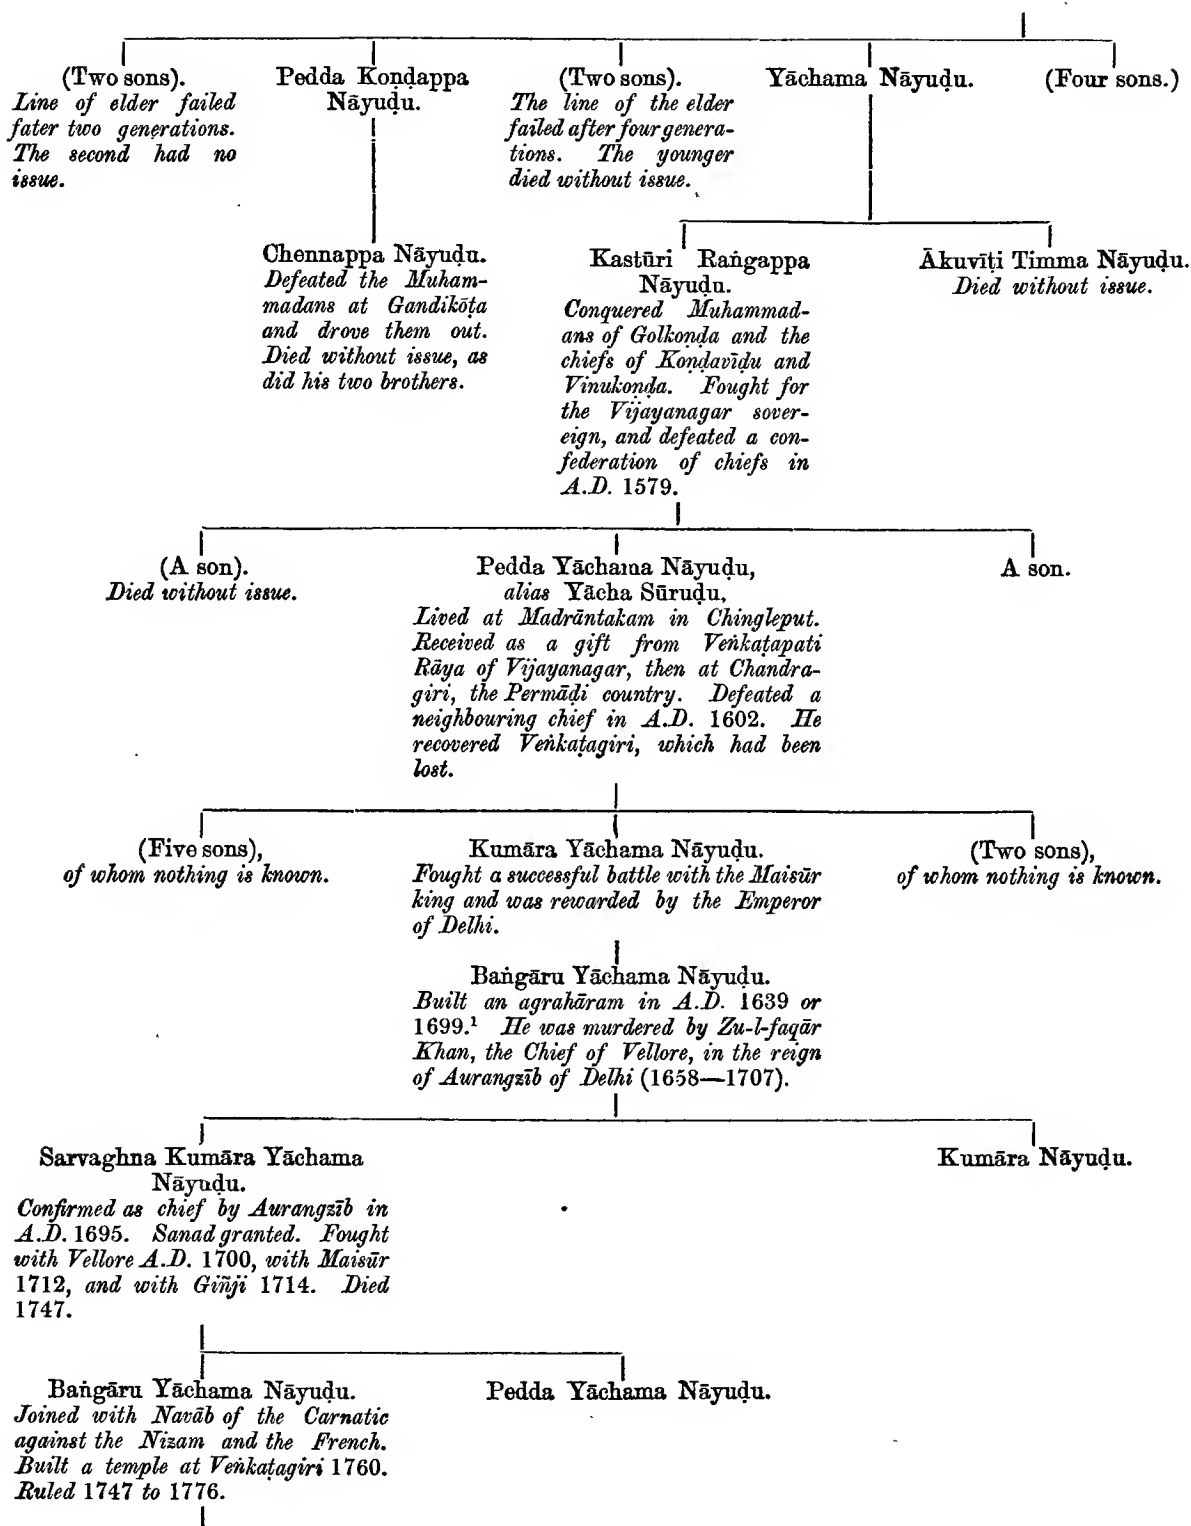 (Two sons).
Line of elder failed
fater two generations.
The second had no
issue.
Pedda Koṇḍappa
Nāyuḍu.
(Two sons).
The line of the elder
failed after four genera-
tions. The younger
died without issue.
Yāchama Nāyuḍu.
(Four sons.)
Chennappa Nāyuḍu.
Defeated the Muham-
madans at Gandikōṭa
and drove them out.
Died without issue, as
did his two brothers.
Kastūri Raṅgappa
Nāyuḍu.
Conquered Muhammad-
ans of Golkoṇḍa and the
chiefs of Koṇḍavīḍu and
Vinukoṇḍa. Fought for
the Vijayanagar sover-
eign, and defeated a con-
federation of chiefs in
A.D. 1579.
Ākuvīṭi Timma Nāyuḍu.
Died without issue.
(A son).
Died without issue.
Pedda Yāchama Nāyuḍu,
alias Yācha Sūruḍu,
Lived at Madrāntakam in Chingleput.
Received as a gift from Veṅkaṭapati
Rāya of Vijayanagar, then at Chandra-
giri, the Permāḍi country. Defeated a
neighbouring chief in A.D. 1602. He
recovered Veṅkaṭagiri, which had been
lost.
A son.
(Five sons),
of whom nothing is known.
Kumāra Yāchama Nāyuḍu.
Fought a successful battle with the Maisūr
king and was rewarded by the Emperor
of Delhi.
(Two sons),
of whom nothing is known.
Baṅgāru Yāchama Nāyuḍu.
Built an agrahāram in A.D. 1639 or
1699.¹ He was murdered by Zu-l-faqār
Khan, the Chief of Vellore, in the reign
of Aurangzīb of Delhi (1658—1707).
Sarvaghna Kumāra Yāchama
Nāyuḍu.
Confirmed as chief by Aurangzīb in
A.D. 1695. Sanad granted. Fought
with Vellore A.D. 1700, with Maisūr
1712, and with Giñji 1714. Died
1747.
Kumāra Nāyuḍu.
Baṅgāru Yāchama Nāyuḍu.
Joined with Navāb of the Carnatic
against the Nizam and the French.
Built a temple at Veṅkaṭagiri 1760.
Ruled 1747 to 1776.
Pedda Yāchama Nāyuḍu.